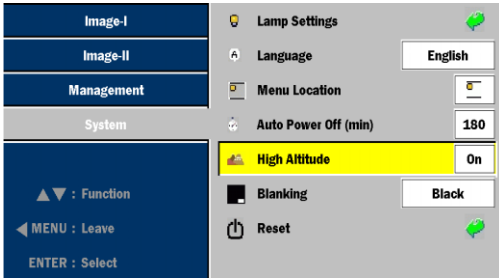 Image-I
Image-II
Management
System
▲▼ : Function
◀ MENU : Leave
ENTER : Select
Lamp Settings
A Language English
Menu Location
Auto Power Off (min) 180
High Altitude On
Blanking Black
Reset